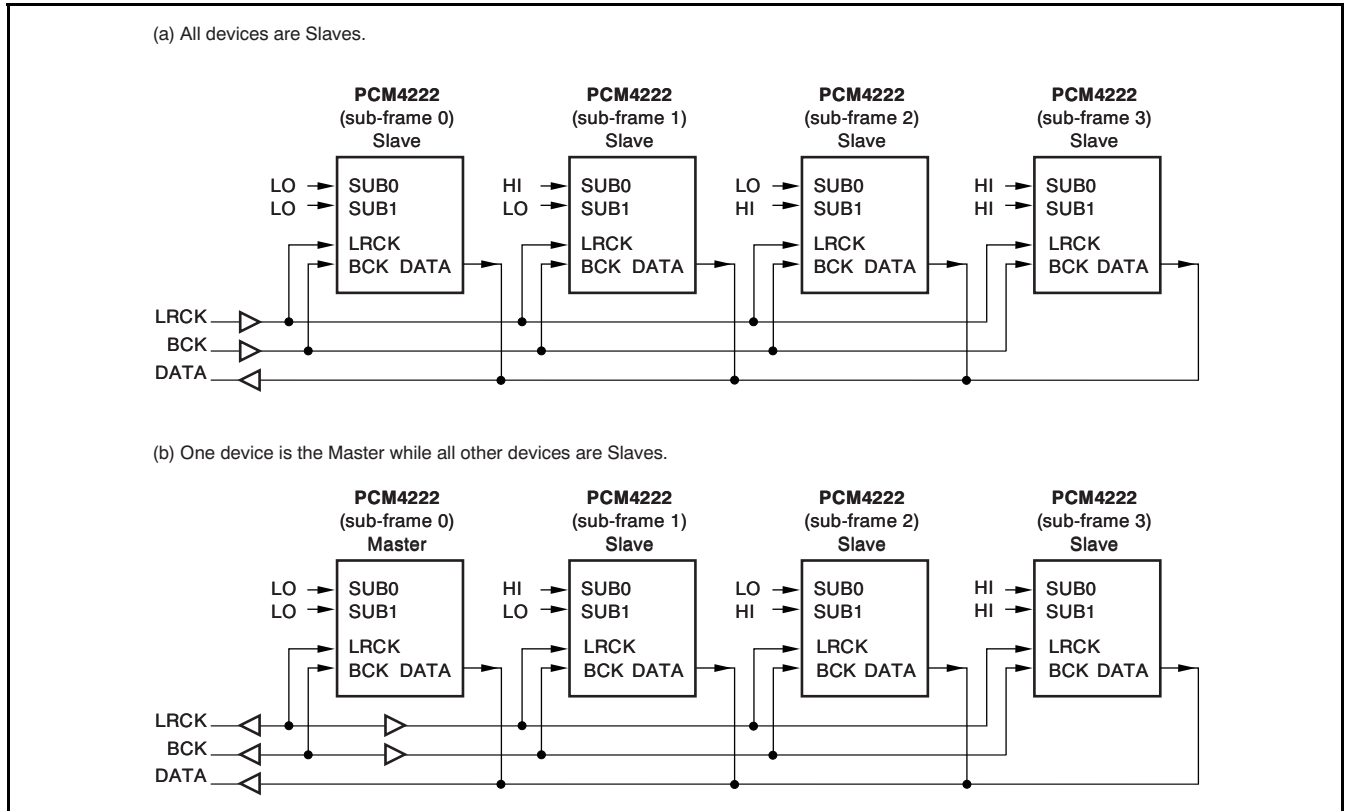 (a) All devices are Slaves.
PCM4222 PCM4222 PCM4222 PCM4222
(sub-frame 0) (sub-frame 1) (sub-frame 2) (sub-frame 3)
Slave Slave Slave Slave
LO SUB0 HI SUB0 LO SUB0 HI SUB0
LO SUB1 LO SUB1 HI SUB1 HI SUB1
LRCK LRCK LRCK LRCK
BCK DATA BCK DATA BCK DATA BCK DATA
LRCK
BCK
DATA
(b) One device is the Master while all other devices are Slaves.
PCM4222 PCM4222 PCM4222 PCM4222
(sub-frame 0) (sub-frame 1) (sub-frame 2) (sub-frame 3)
Master Slave Slave Slave
LO SUB0 HI SUB0 LO SUB0 HI SUB0
LO SUB1 LO SUB1 HI SUB1 HI SUB1
LRCK LRCK LRCK LRCK
BCK DATA BCK DATA BCK DATA BCK DATA
LRCK
BCK
DATA